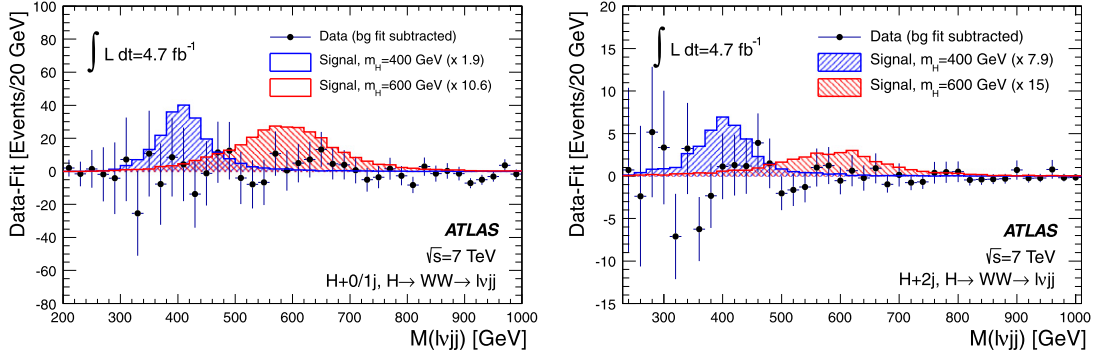 Data-Fit [Events/20 GeV]
100
80
60
40
20
0
-20
-40
-60
-80
∫ L dt=4.7 fb⁻¹
Data (bg fit subtracted)
Signal, m_H=400 GeV (x 1.9)
Signal, m_H=600 GeV (x 10.6)
ATLAS
√s=7 TeV
H+0/1j, H→ WW→ lνjj
200 300 400 500 600 700 800 900 1000
M(lνjj) [GeV]
Data-Fit [Events/20 GeV]
20
15
10
5
0
-5
-10
-15
∫ L dt=4.7 fb⁻¹
Data (bg fit subtracted)
Signal, m_H=400 GeV (x 7.9)
Signal, m_H=600 GeV (x 15)
ATLAS
√s=7 TeV
H+2j, H→ WW→ lνjj
300 400 500 600 700 800 900 1000
M(lνjj) [GeV]